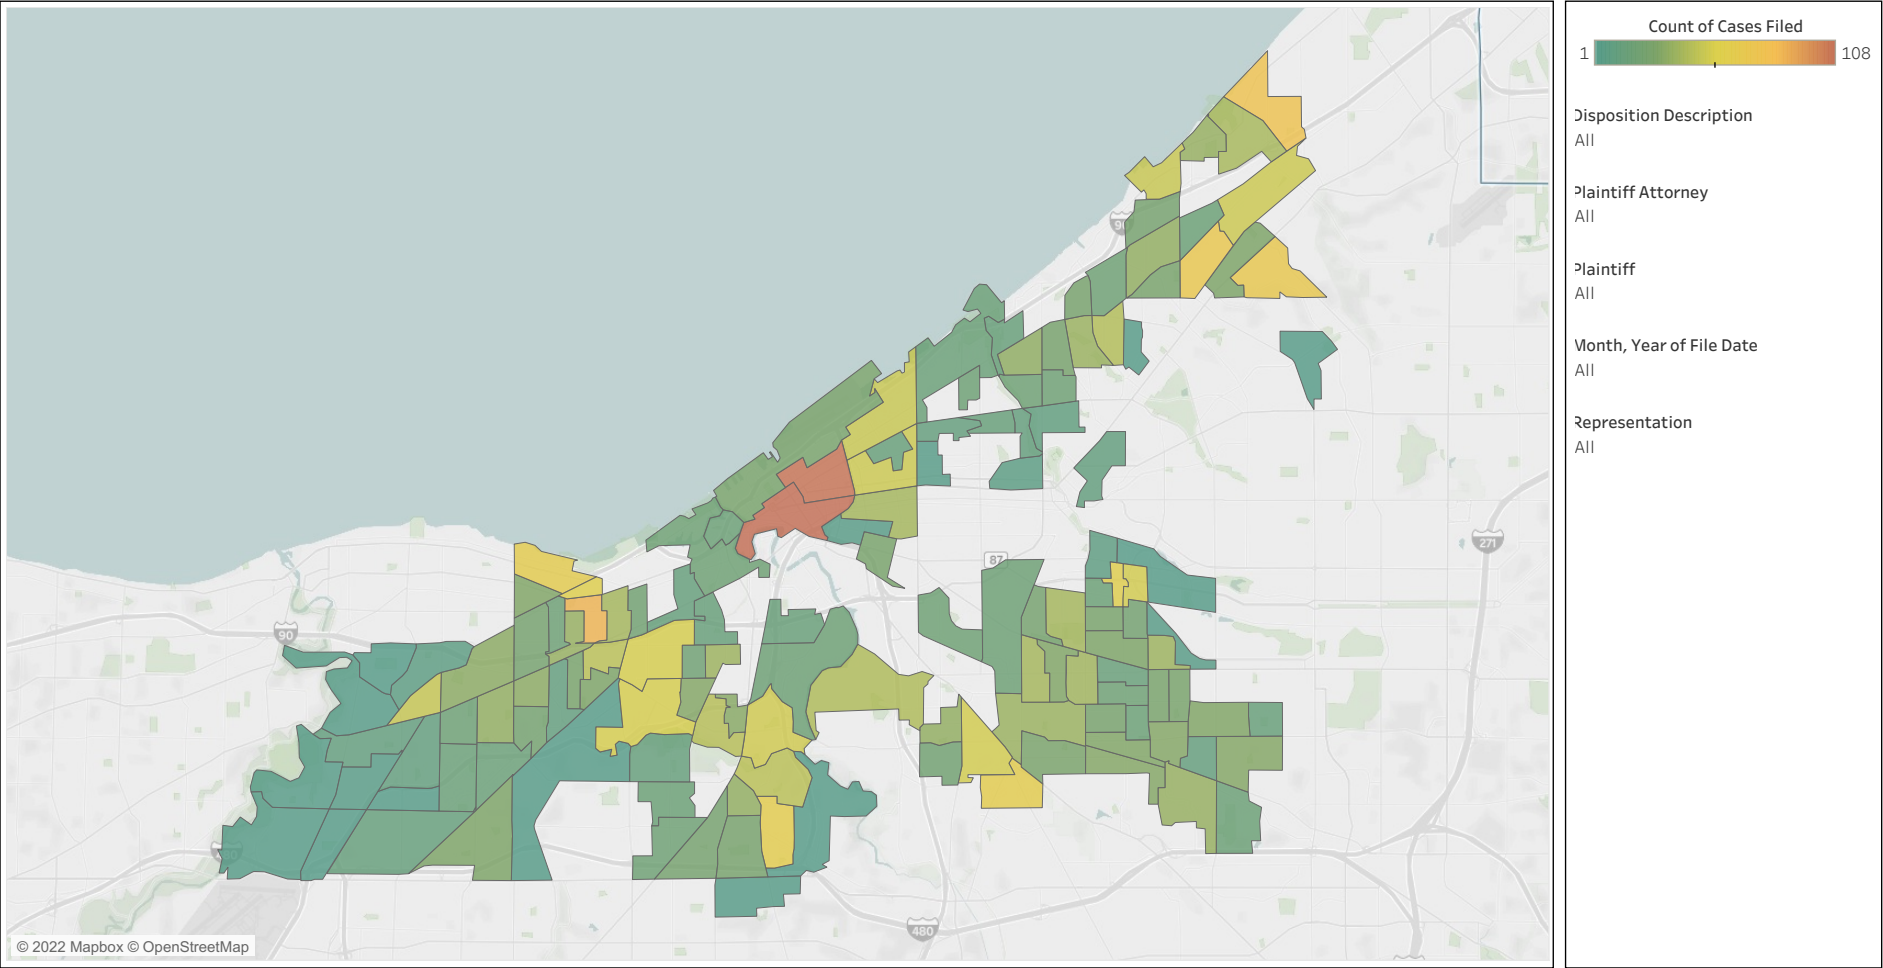 Count of Cases Filed
1 108
Disposition Description
All
Plaintiff Attorney
All
Plaintiff
All
Month, Year of File Date
All
Representation
All
90
87
271
90
480
© 2022 Mapbox © OpenStreetMap